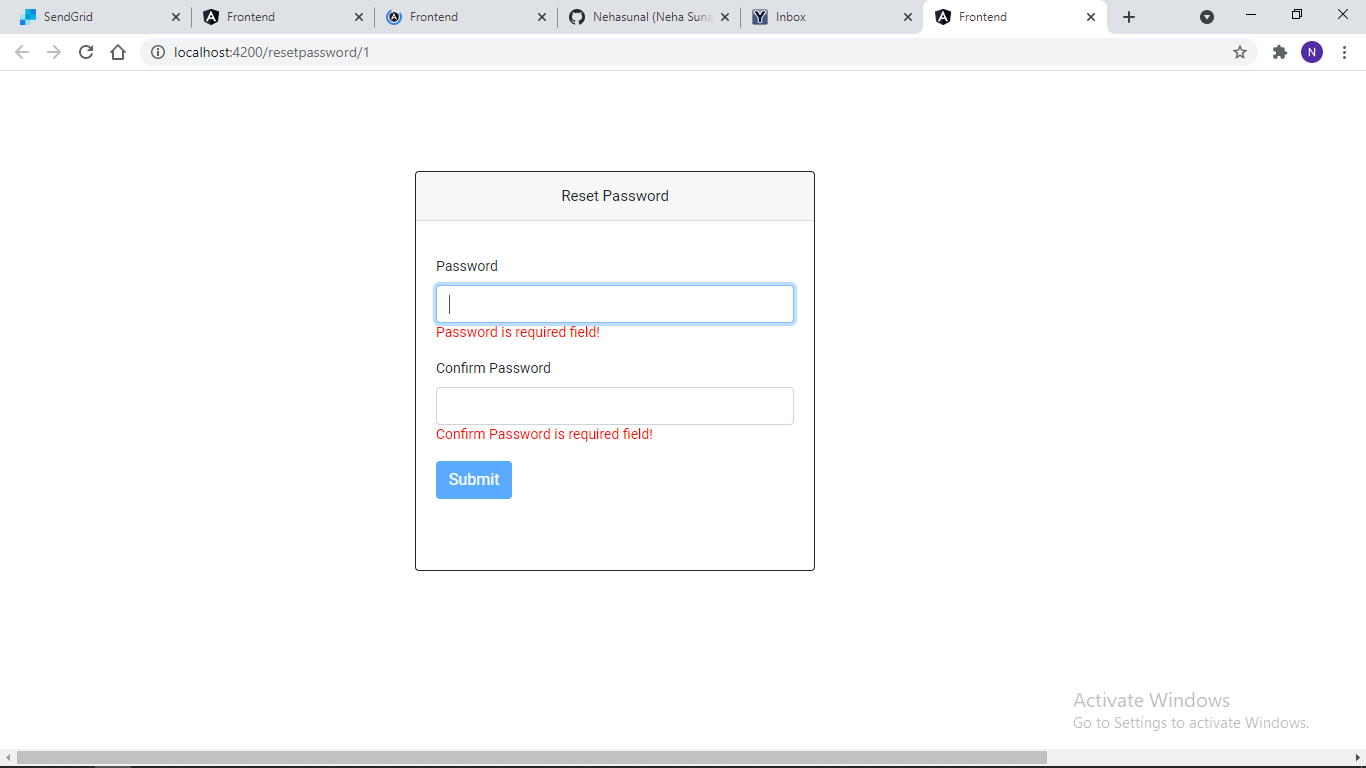 SendGrid
Frontend
Frontend
Nehasunal (Neha Suna
Inbox
Frontend
localhost:4200/resetpassword/1
N
Reset Password
Password
Password is required field!
Confirm Password
Confirm Password is required field!
Submit
Activate Windows
Go to Settings to activate Windows.